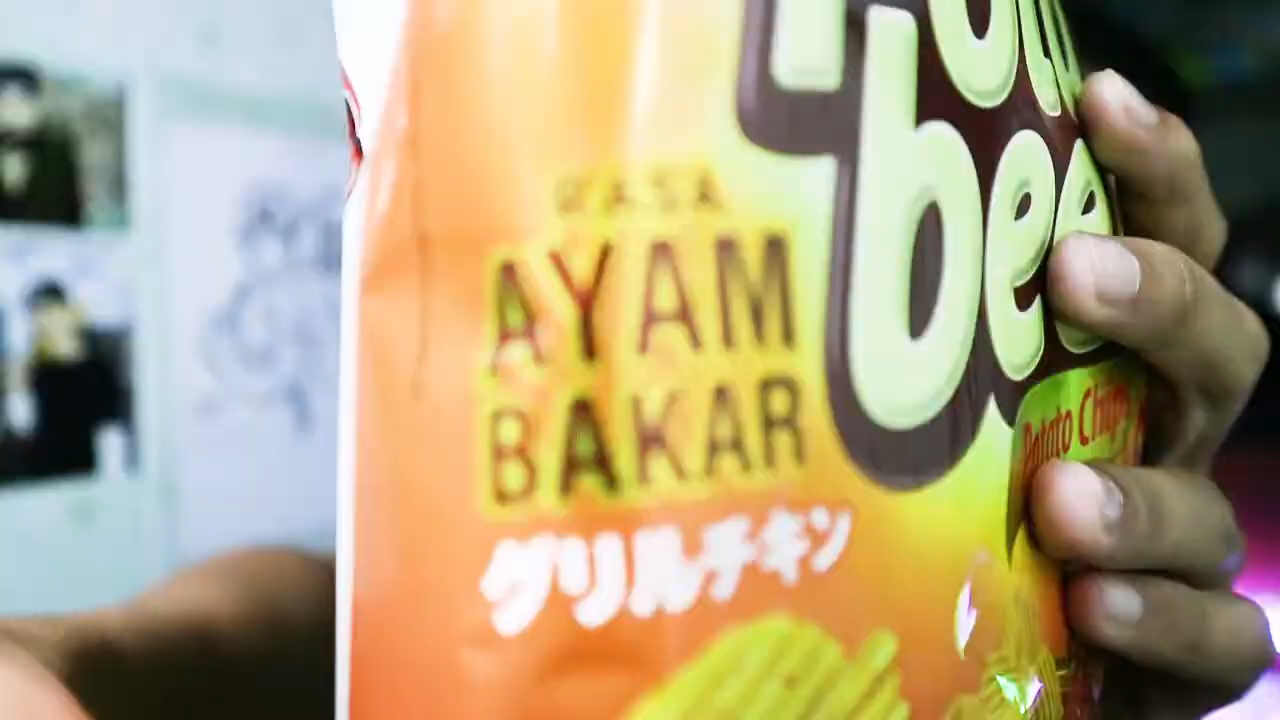 RASA
AYAM
BAKAR
グリルチキン
bee
Potato Chips